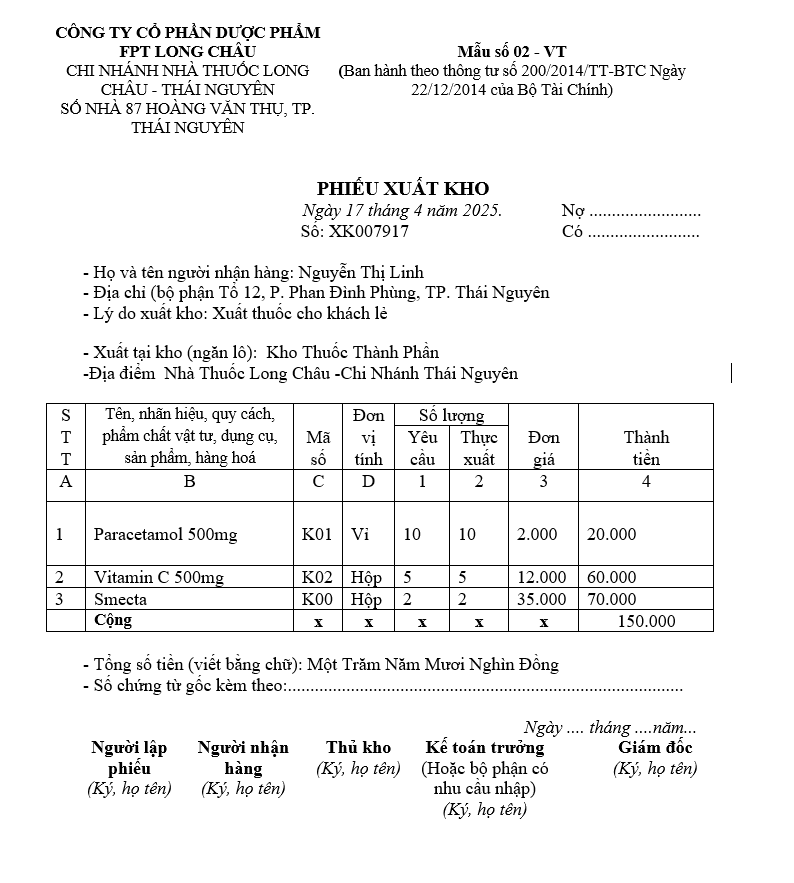 CÔNG TY CỔ PHẦN DƯỢC PHẨM
FPT LONG CHÂU
CHI NHÁNH NHÀ THUỐC LONG
CHÂU - THÁI NGUYÊN
SỐ NHÀ 87 HOÀNG VĂN THỤ, TP.
THÁI NGUYÊN
Mẫu số 02 - VT
(Ban hành theo thông tư số 200/2014/TT-BTC Ngày
22/12/2014 của Bộ Tài Chính)
PHIẾU XUẤT KHO
Ngày 17 tháng 4 năm 2025.
Nợ .........................
Số: XK007917
Có .........................
- Họ và tên người nhận hàng: Nguyễn Thị Linh
- Địa chỉ (bộ phận Tổ 12, P. Phan Đình Phùng, TP. Thái Nguyên
- Lý do xuất kho: Xuất thuốc cho khách lẻ
- Xuất tại kho (ngăn lô): Kho Thuốc Thành Phần
-Địa điểm Nhà Thuốc Long Châu -Chi Nhánh Thái Nguyên
STT Tên, nhãn hiệu, quy cách, phẩm chất vật tư, dụng cụ, sản phẩm, hàng hoá Mã số Đơn vị tính Số lượng Đơn giá Thành tiền
Yêu cầu Thực xuất
A B C D 1 2 3 4
1 Paracetamol 500mg K01 Vỉ 10 10 2.000 20.000
2 Vitamin C 500mg K02 Hộp 5 5 12.000 60.000
3 Smecta K00 Hộp 2 2 35.000 70.000
Cộng x x x x x 150.000
- Tổng số tiền (viết bằng chữ): Một Trăm Năm Mươi Nghìn Đồng
- Số chứng từ gốc kèm theo:........................................................................................
Ngày .... tháng ....năm...
Người lập phiếu
(Ký, họ tên)
Người nhận hàng
(Ký, họ tên)
Thủ kho
(Ký, họ tên)
Kế toán trưởng
(Hoặc bộ phận có nhu cầu nhập)
(Ký, họ tên)
Giám đốc
(Ký, họ tên)